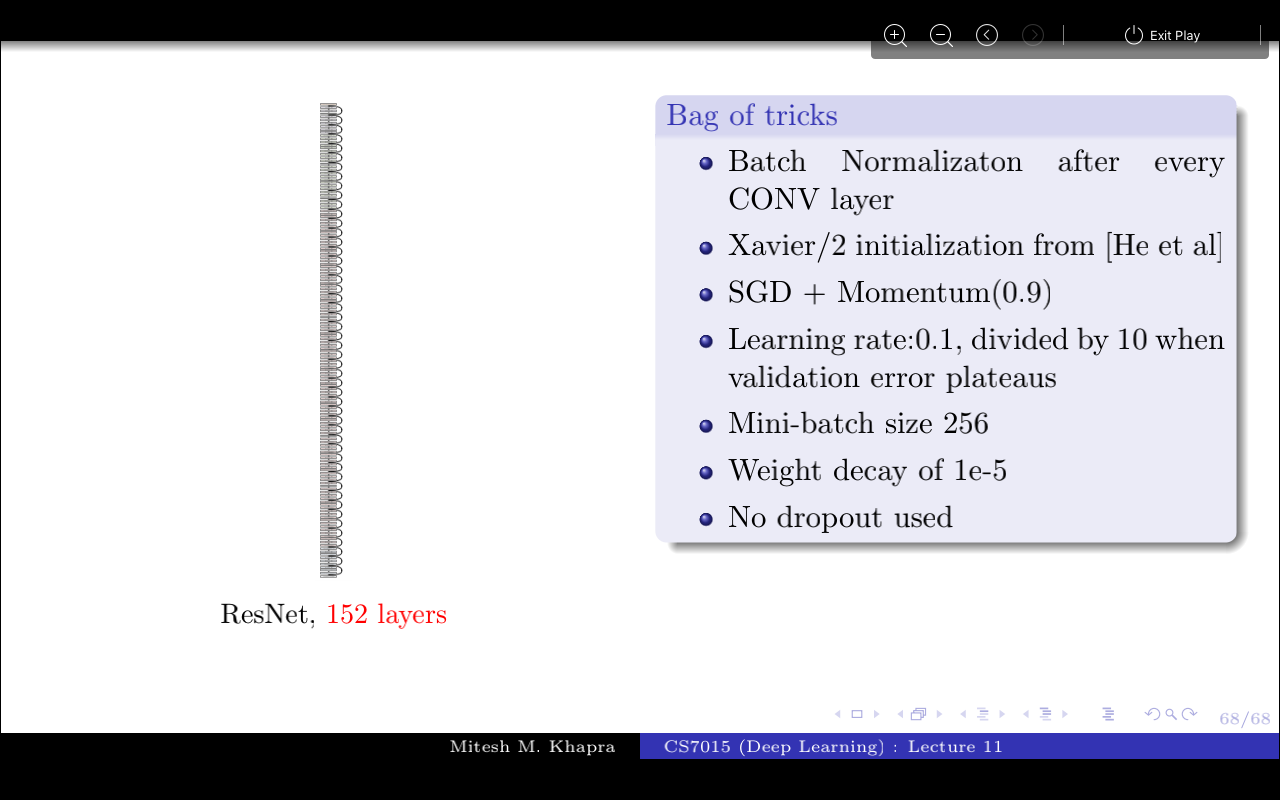 Exit Play
Bag of tricks
Batch Normalizaton after every
CONV layer
Xavier/2 initialization from [He et al]
SGD + Momentum(0.9)
Learning rate:0.1, divided by 10 when
validation error plateaus
Mini-batch size 256
Weight decay of 1e-5
No dropout used
ResNet, 152 layers
68/68
Mitesh M. Khapra
CS7015 (Deep Learning) : Lecture 11